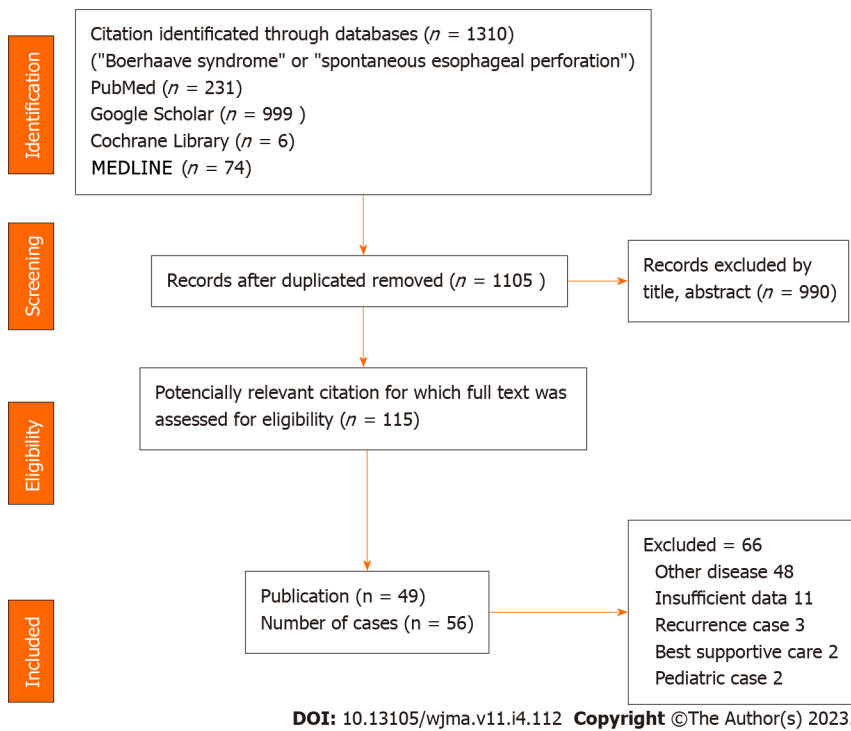 Identification
Citation identificated through databases (n = 1310)
("Boerhaave syndrome" or "spontaneous esophageal perforation")
PubMed (n = 231)
Google Scholar (n = 999 )
Cochrane Library (n = 6)
MEDLINE (n = 74)
Screening
Records after duplicated removed (n = 1105 )
Records excluded by
title, abstract (n = 990)
Eligibility
Potencially relevant citation for which full text was
assessed for eligibility (n = 115)
Included
Publication (n = 49)
Number of cases (n = 56)
Excluded = 66
Other disease 48
Insufficient data 11
Recurrence case 3
Best supportive care 2
Pediatric case 2
DOI: 10.13105/wjma.v11.i4.112 Copyright ©The Author(s) 2023.